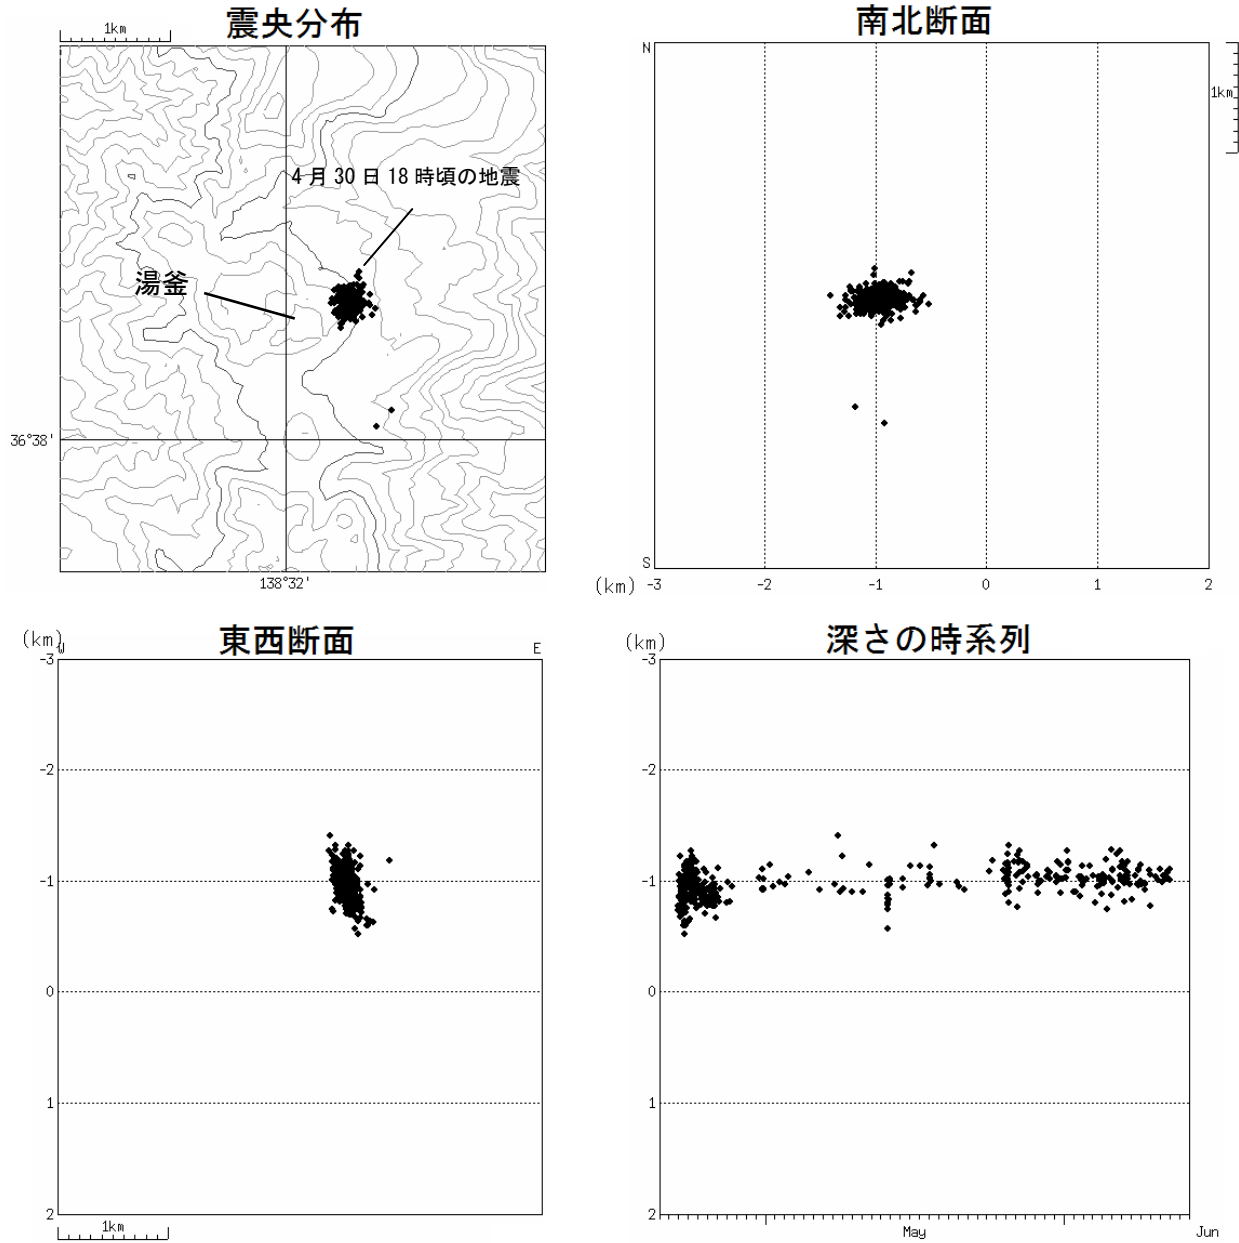 震央分布
1km
4月30日18時頃の地震
湯釜
36°38'
138°32'
南北断面
N
1km
S
(km) -3 -2 -1 0 1 2
東西断面
(km)
W E
-3
-2
-1
0
1
2
1km
深さの時系列
(km)
-3
-2
-1
0
1
2
May Jun